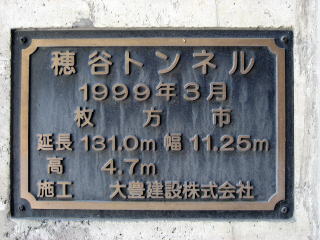 穂谷トンネル
1999年3月
枚方市
延長 181.0m 幅 11.25m
高 4.7m
施工 大豊建設株式会社